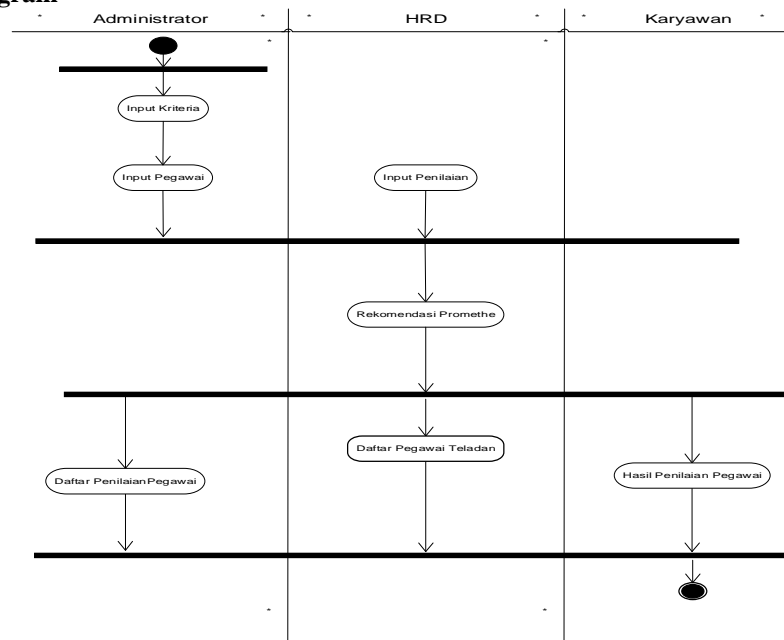 Administrator HRD Karyawan
Input Kriteria
Input Pegawai
Input Penilaian
Rekomendasi Promethe
Daftar Pegawai Teladan
Daftar PenilaianPegawai
Hasil Penilaian Pegawai